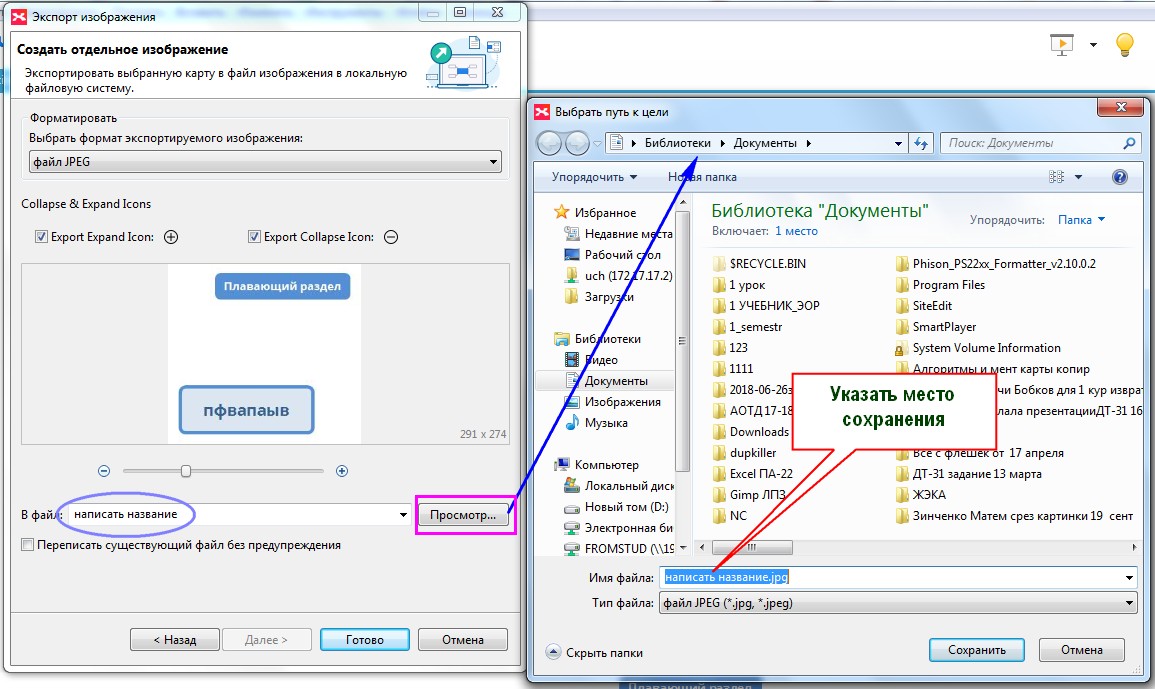 Экспорт изображения
Создать отдельное изображение
Экспортировать выбранную карту в файл изображения в локальную
файловую систему.
Форматировать
Выбрать формат экспортируемого изображения:
файл JPEG
Collapse & Expand Icons
Export Expand Icon:
Export Collapse Icon:
Плавающий раздел
пфвапаыв
291 x 274
В файл:
написать название
Просмотр...
Переписать существующий файл без предупреждения
< Назад
Далее >
Готово
Отмена
Выбрать путь к цели
Библиотеки
Документы
Поиск: Документы
Упорядочить
Новая папка
Избранное
Недавние места
Рабочий стол
uch (172.17.17.2)
Загрузки
Библиотеки
Видео
Документы
Изображения
Музыка
Компьютер
Локальный диск
Новый том (D:)
Электронная би
FROMSTUD (\\19
Библиотека "Документы"
Включает: 1 место
Упорядочить: Папка
$RECYCLE.BIN
1 урок
1 УЧЕБНИК_ЭОР
1_semestr
123
1111
2018-06-26
АОТД 17-18
Downloads
dupkiller
Excel ПА-22
Gimp ЛПЗ
NC
Phison_PS22xx_Formatter_v2.10.0.2
Program Files
SiteEdit
SmartPlayer
System Volume Information
Алгоритмы и мент карты копир
чи Бобков для 1 кур изврат
лала презентацииДТ-31 16
Все с флешек от 17 апреля
ДТ-31 задание 13 марта
ЖЭКА
Зинченко Матем срез картинки 19 сент
Указать место
сохранения
Имя файла:
написать название.jpg
Тип файла:
файл JPEG (*.jpg, *.jpeg)
Скрыть папки
Сохранить
Отмена
Плавающий раздел